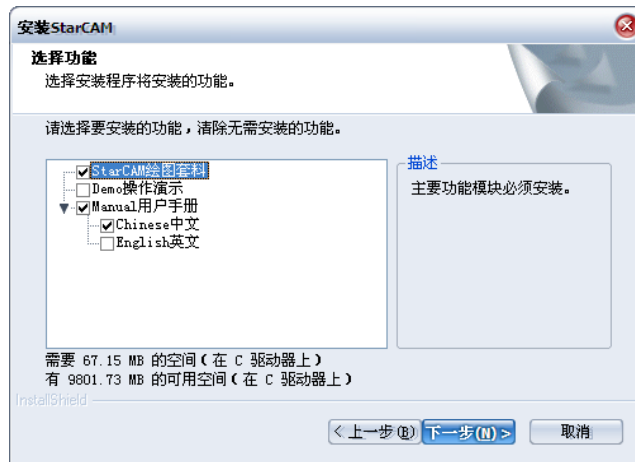 安装StarCAM
选择功能
选择安装程序将安装的功能。
请选择要安装的功能，清除无需安装的功能。
StarCAM绘图套料
Demo操作演示
Manual用户手册
Chinese中文
English英文
描述
主要功能模块必须安装。
需要 67.15 MB 的空间(在 C 驱动器上)
有 9801.73 MB 的可用空间(在 C 驱动器上)
InstallShield
< 上一步(B) 下一步(N) > 取消